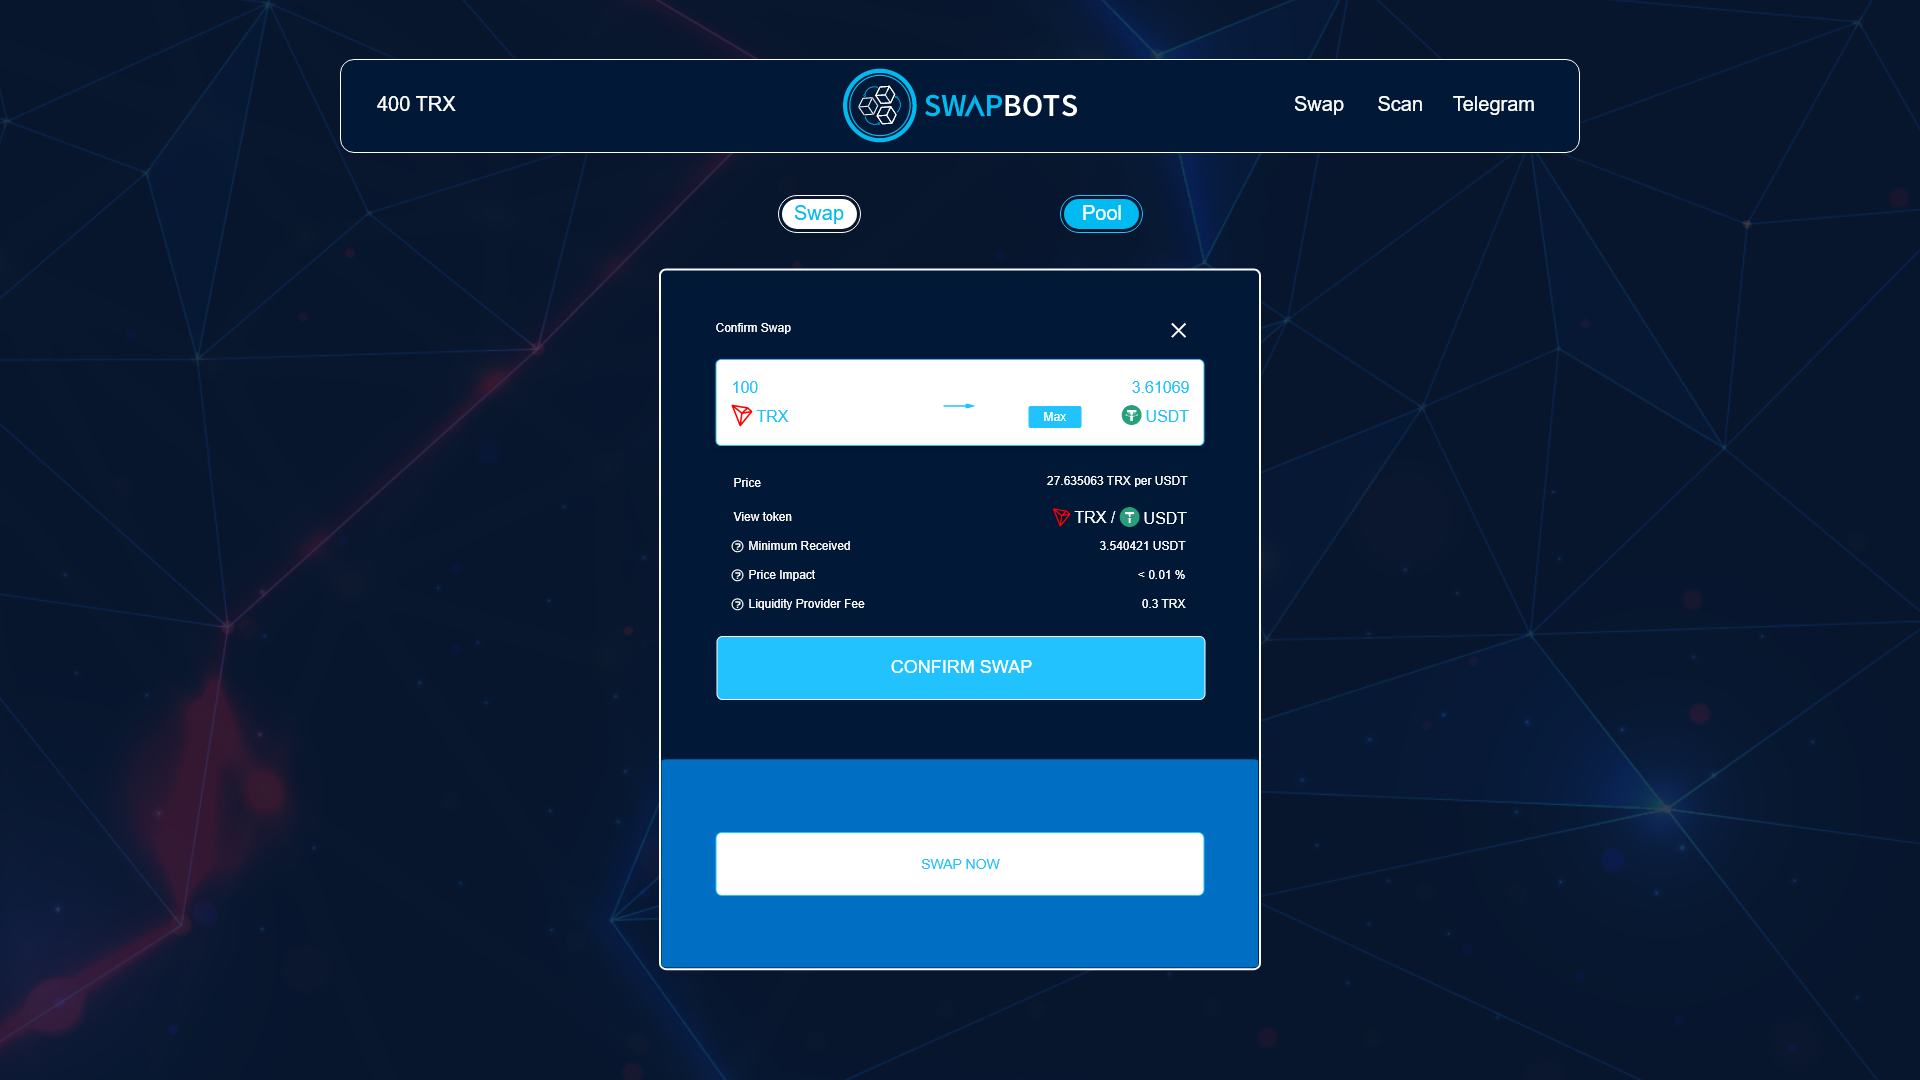 400 TRX
SWAPBOTS
Swap Scan Telegram
Swap Pool
Confirm Swap
100 3.61069
TRX Max USDT
Price 27.635063 TRX per USDT
View token TRX / USDT
Minimum Received 3.540421 USDT
Price Impact < 0.01 %
Liquidity Provider Fee 0.3 TRX
CONFIRM SWAP
SWAP NOW